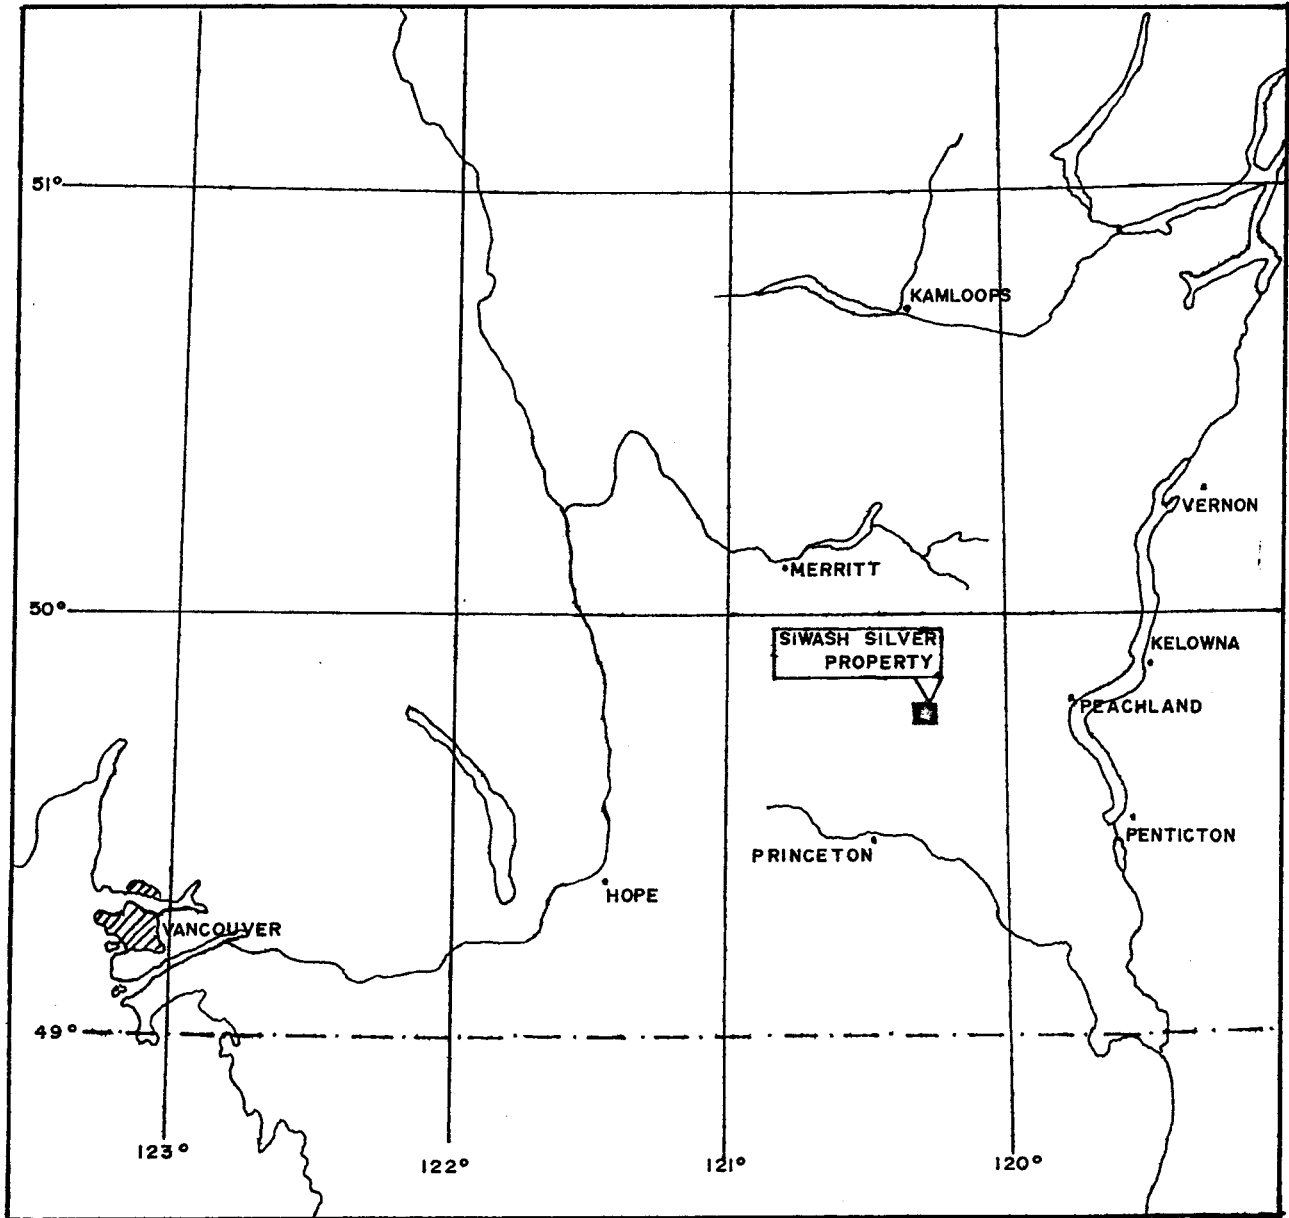 51°
KAMLOOPS
VERNON
MERRITT
50°
SIWASH SILVER
PROPERTY
KELOWNA
PEACHLAND
PENTICTON
PRINCETON
HOPE
VANCOUVER
49°
123°
122°
121°
120°